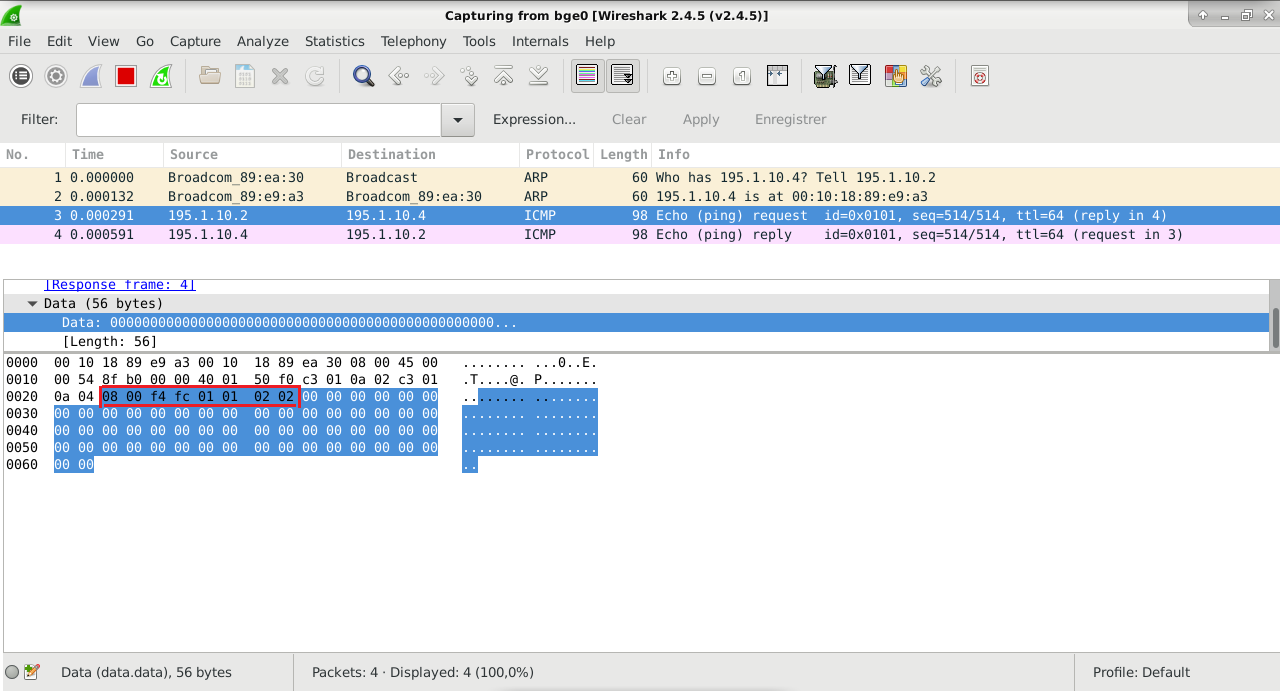 Capturing from bge0 [Wireshark 2.4.5 (v2.4.5)]
File Edit View Go Capture Analyze Statistics Telephony Tools Internals Help
Filter: Expression... Clear Apply Enregistrer
No. Time Source Destination Protocol Length Info
1 0.000000 Broadcom_89:ea:30 Broadcast ARP 60 Who has 195.1.10.4? Tell 195.1.10.2
2 0.000132 Broadcom_89:e9:a3 Broadcom_89:ea:30 ARP 60 195.1.10.4 is at 00:10:18:89:e9:a3
3 0.000291 195.1.10.2 195.1.10.4 ICMP 98 Echo (ping) request id=0x0101, seq=514/514, ttl=64 (reply in 4)
4 0.000591 195.1.10.4 195.1.10.2 ICMP 98 Echo (ping) reply id=0x0101, seq=514/514, ttl=64 (request in 3)
[Response frame: 4]
Data (56 bytes)
Data: 000000000000000000000000000000000000000000000000...
[Length: 56]
0000 00 10 18 89 e9 a3 00 10 18 89 ea 30 08 00 45 00 ........ ...0..E.
0010 00 54 8f b0 00 00 40 01 50 f0 c3 01 0a 02 c3 01 .T....@. P.......
0020 0a 04 08 00 f4 fc 01 01 02 02 00 00 00 00 00 00 ........ ........
0030 00 00 00 00 00 00 00 00 00 00 00 00 00 00 00 00 ........ ........
0040 00 00 00 00 00 00 00 00 00 00 00 00 00 00 00 00 ........ ........
0050 00 00 00 00 00 00 00 00 00 00 00 00 00 00 00 00 ........ ........
0060 00 00 ..
Data (data.data), 56 bytes Packets: 4 · Displayed: 4 (100,0%) Profile: Default